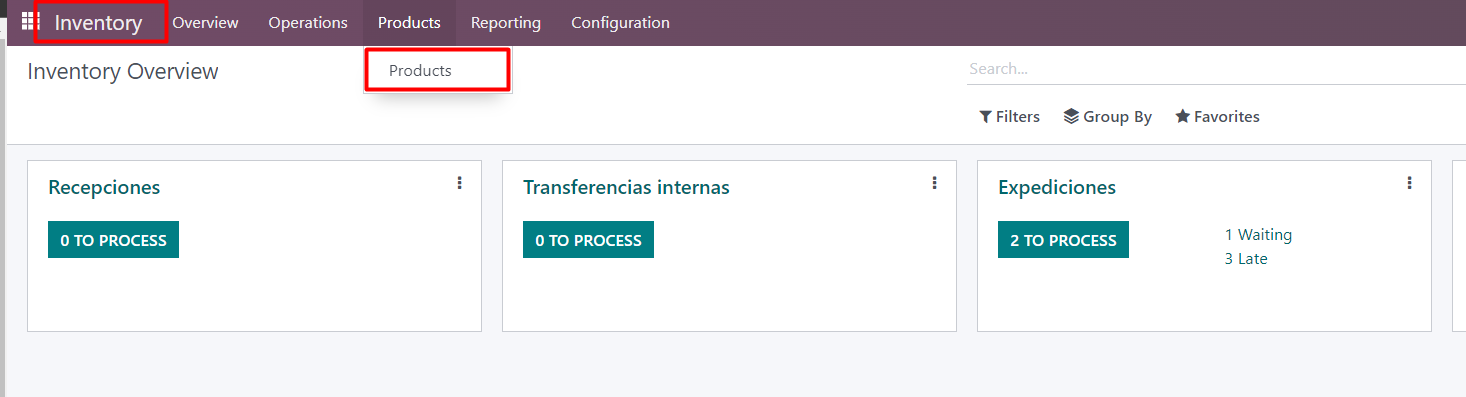 Inventory Overview Operations Products Reporting Configuration
Inventory Overview
Products
Search...
Filters Group By Favorites
Recepciones
0 TO PROCESS
Transferencias internas
0 TO PROCESS
Expediciones
2 TO PROCESS
1 Waiting
3 Late